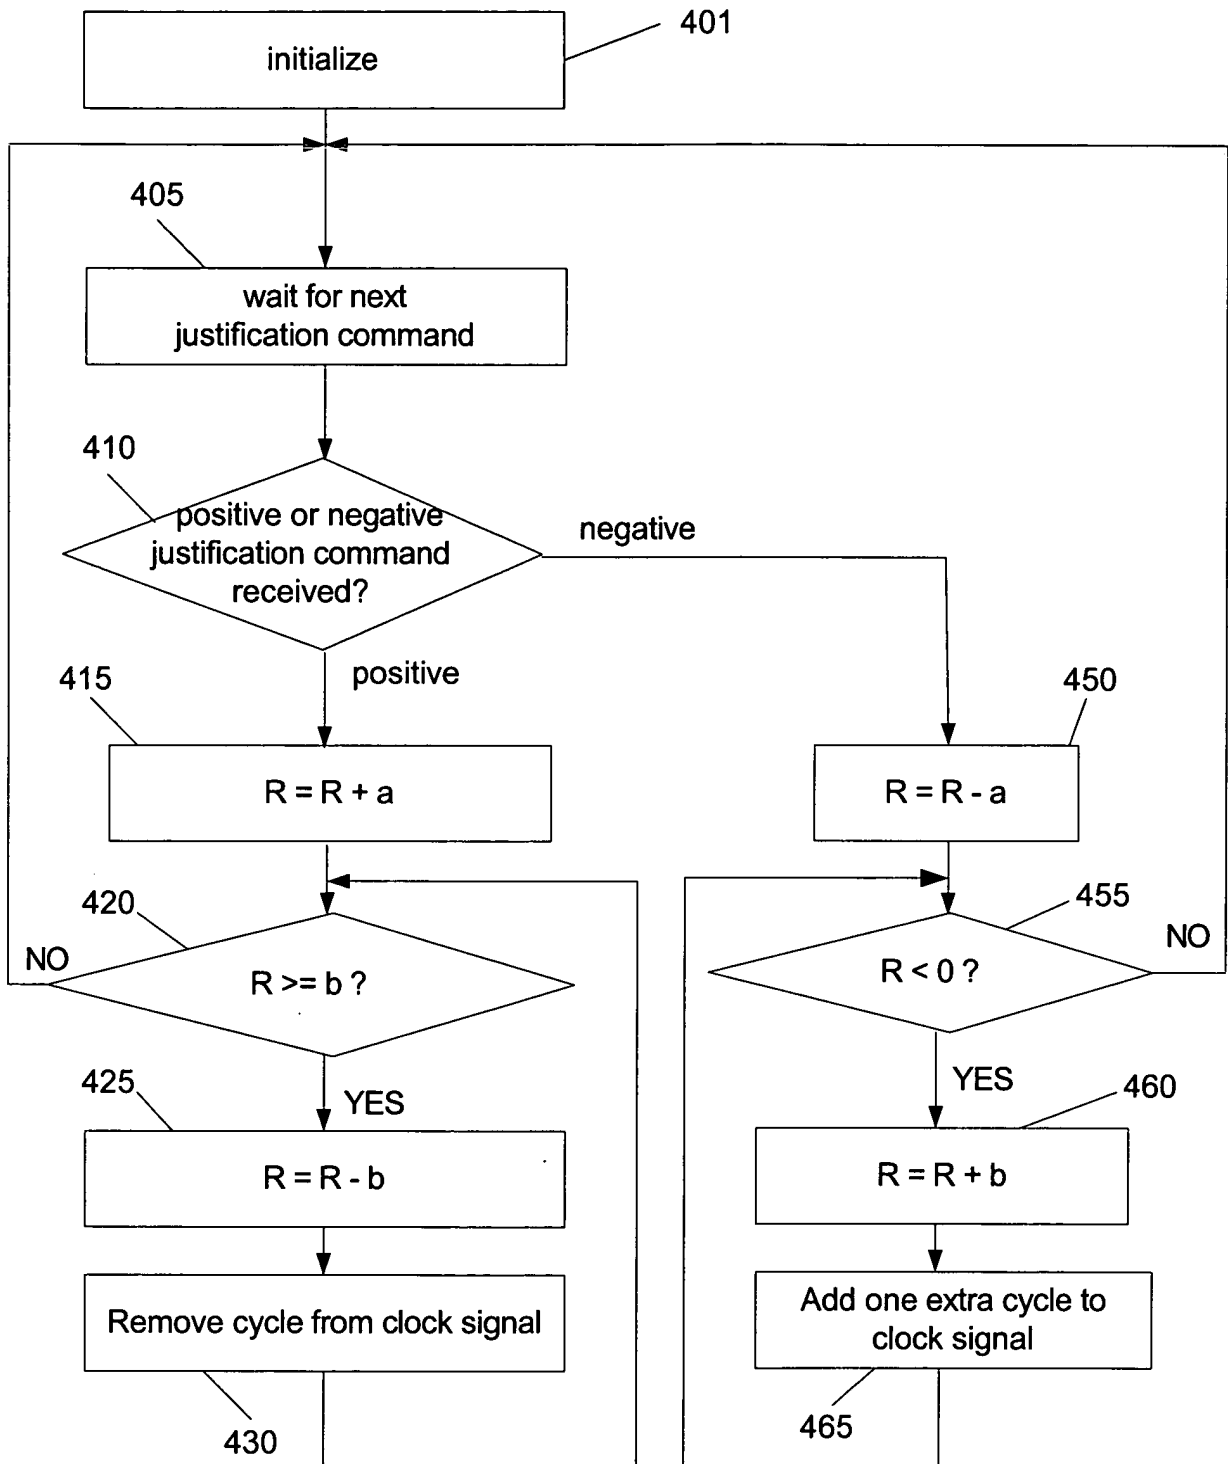 401
initialize
405
wait for next
justification command
410
positive or negative
justification command
received?
negative
positive
415
R = R + a
450
R = R - a
420
NO
R >= b ?
455
NO
R < 0 ?
425
YES
R = R - b
YES
460
R = R + b
Remove cycle from clock signal
430
Add one extra cycle to
clock signal
465